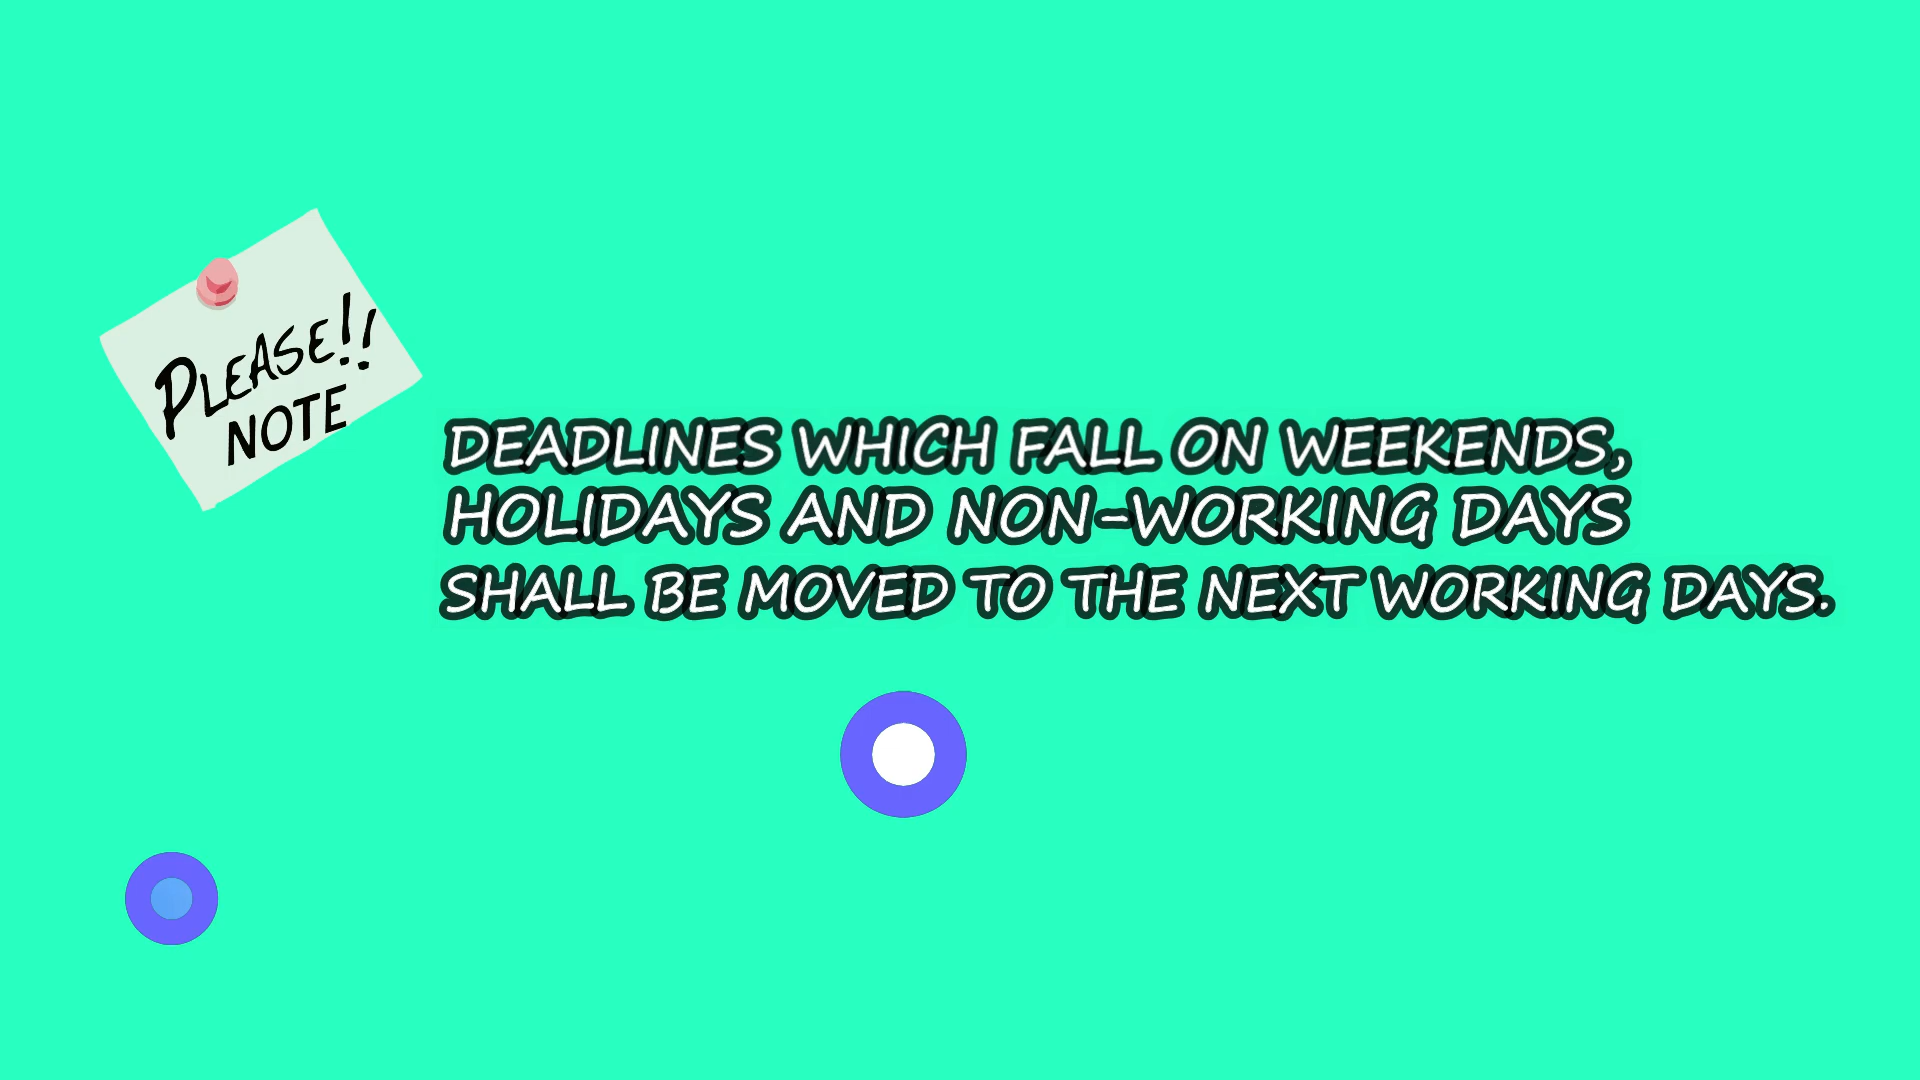 PLEASE!!
NOTE
DEADLINES WHICH FALL ON WEEKENDS,
HOLIDAYS AND NON-WORKING DAYS
SHALL BE MOVED TO THE NEXT WORKING DAYS.